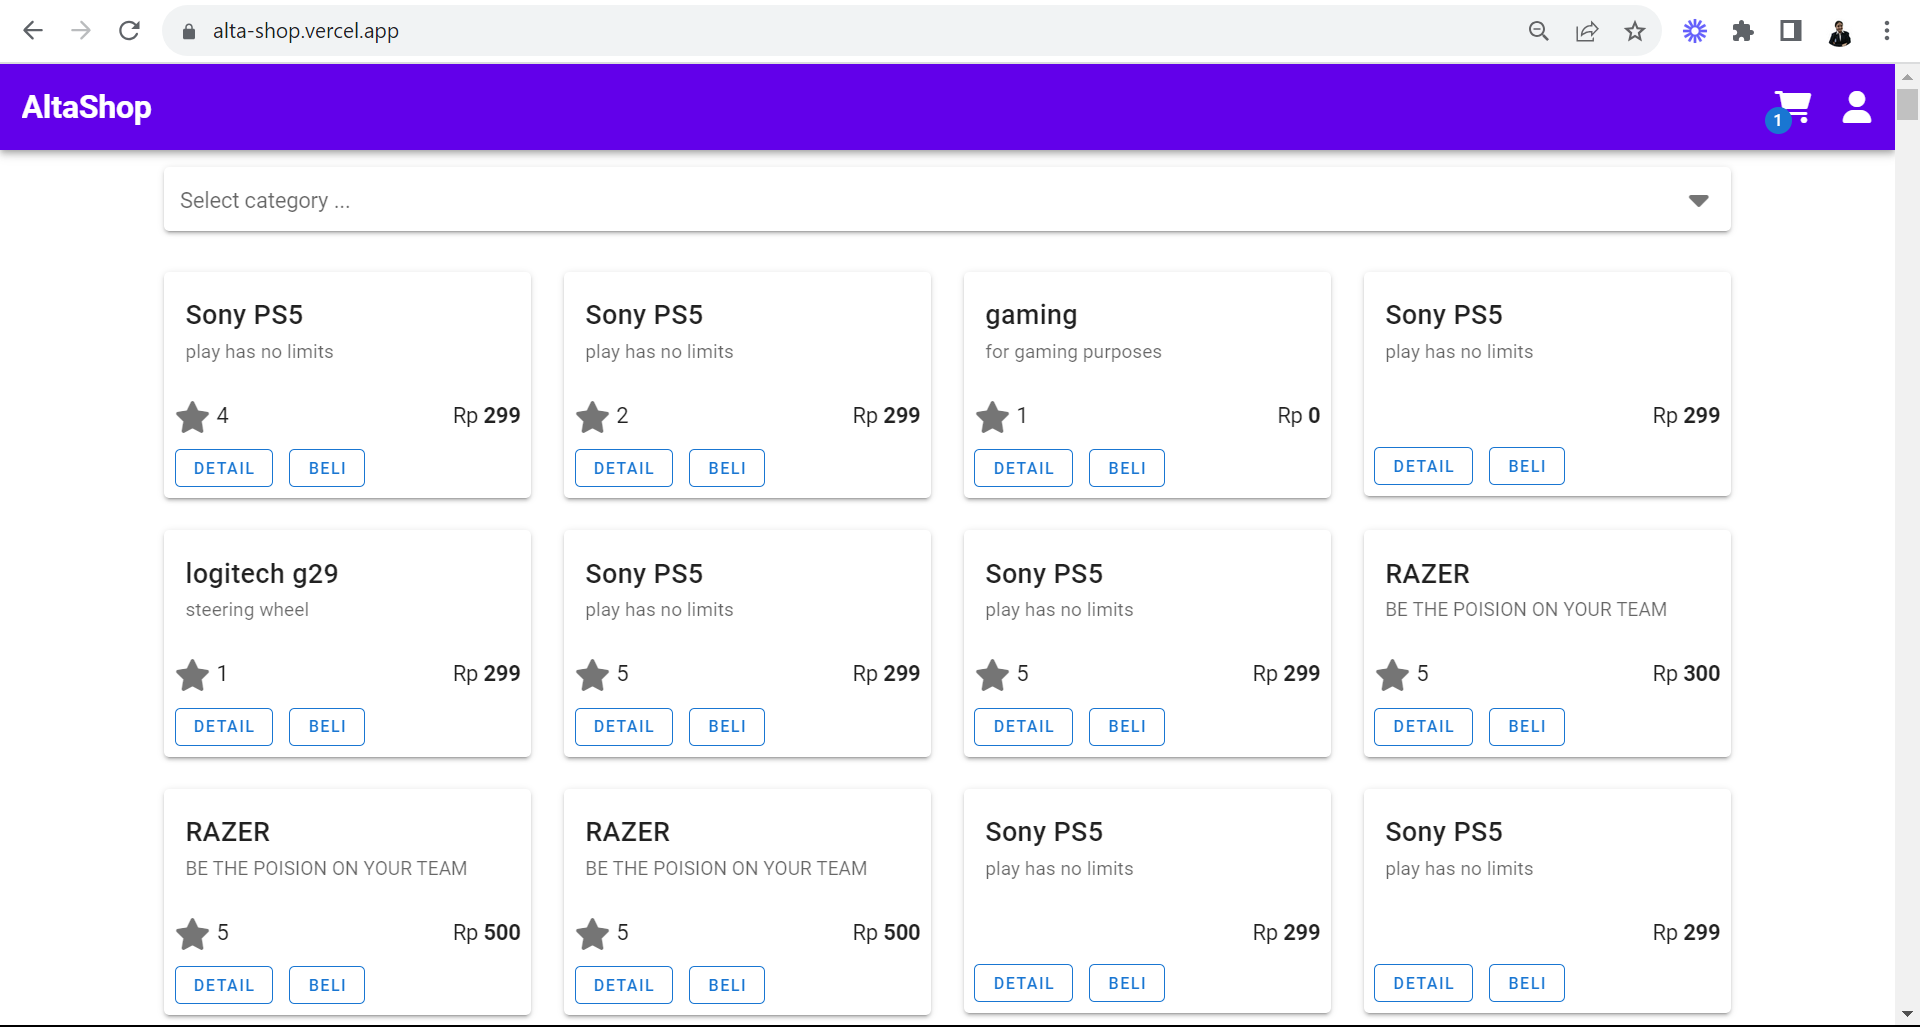 alta-shop.vercel.app
AltaShop
1
Select category ...
Sony PS5
play has no limits
4 Rp 299
DETAIL BELI
Sony PS5
play has no limits
2 Rp 299
DETAIL BELI
gaming
for gaming purposes
1 Rp 0
DETAIL BELI
Sony PS5
play has no limits
Rp 299
DETAIL BELI
logitech g29
steering wheel
1 Rp 299
DETAIL BELI
Sony PS5
play has no limits
5 Rp 299
DETAIL BELI
Sony PS5
play has no limits
5 Rp 299
DETAIL BELI
RAZER
BE THE POISION ON YOUR TEAM
5 Rp 300
DETAIL BELI
RAZER
BE THE POISION ON YOUR TEAM
5 Rp 500
DETAIL BELI
RAZER
BE THE POISION ON YOUR TEAM
5 Rp 500
DETAIL BELI
Sony PS5
play has no limits
Rp 299
DETAIL BELI
Sony PS5
play has no limits
Rp 299
DETAIL BELI